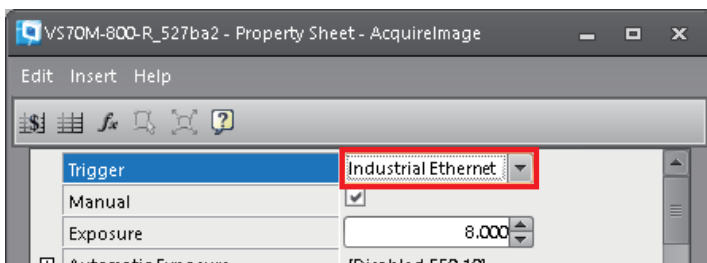 VS70M-800-R_527ba2 - Property Sheet - AcquireImage
Edit Insert Help
Trigger Industrial Ethernet
Manual
Exposure 8.000